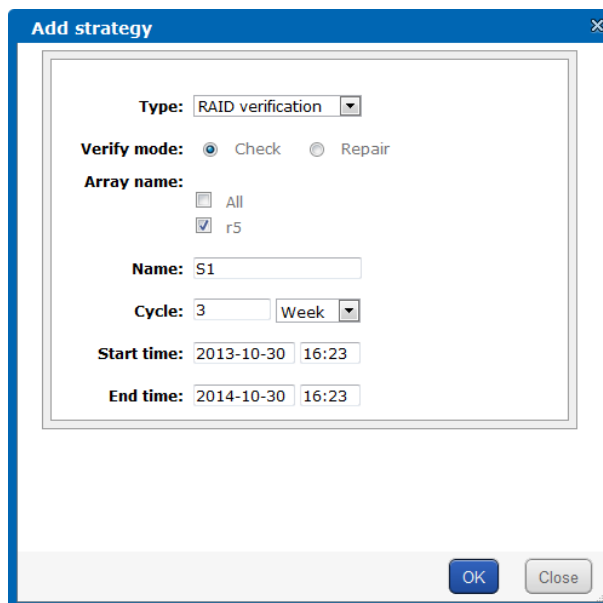 Add strategy
Type: RAID verification
Verify mode: Check Repair
Array name:
All
r5
Name: S1
Cycle: 3 Week
Start time: 2013-10-30 16:23
End time: 2014-10-30 16:23
OK Close